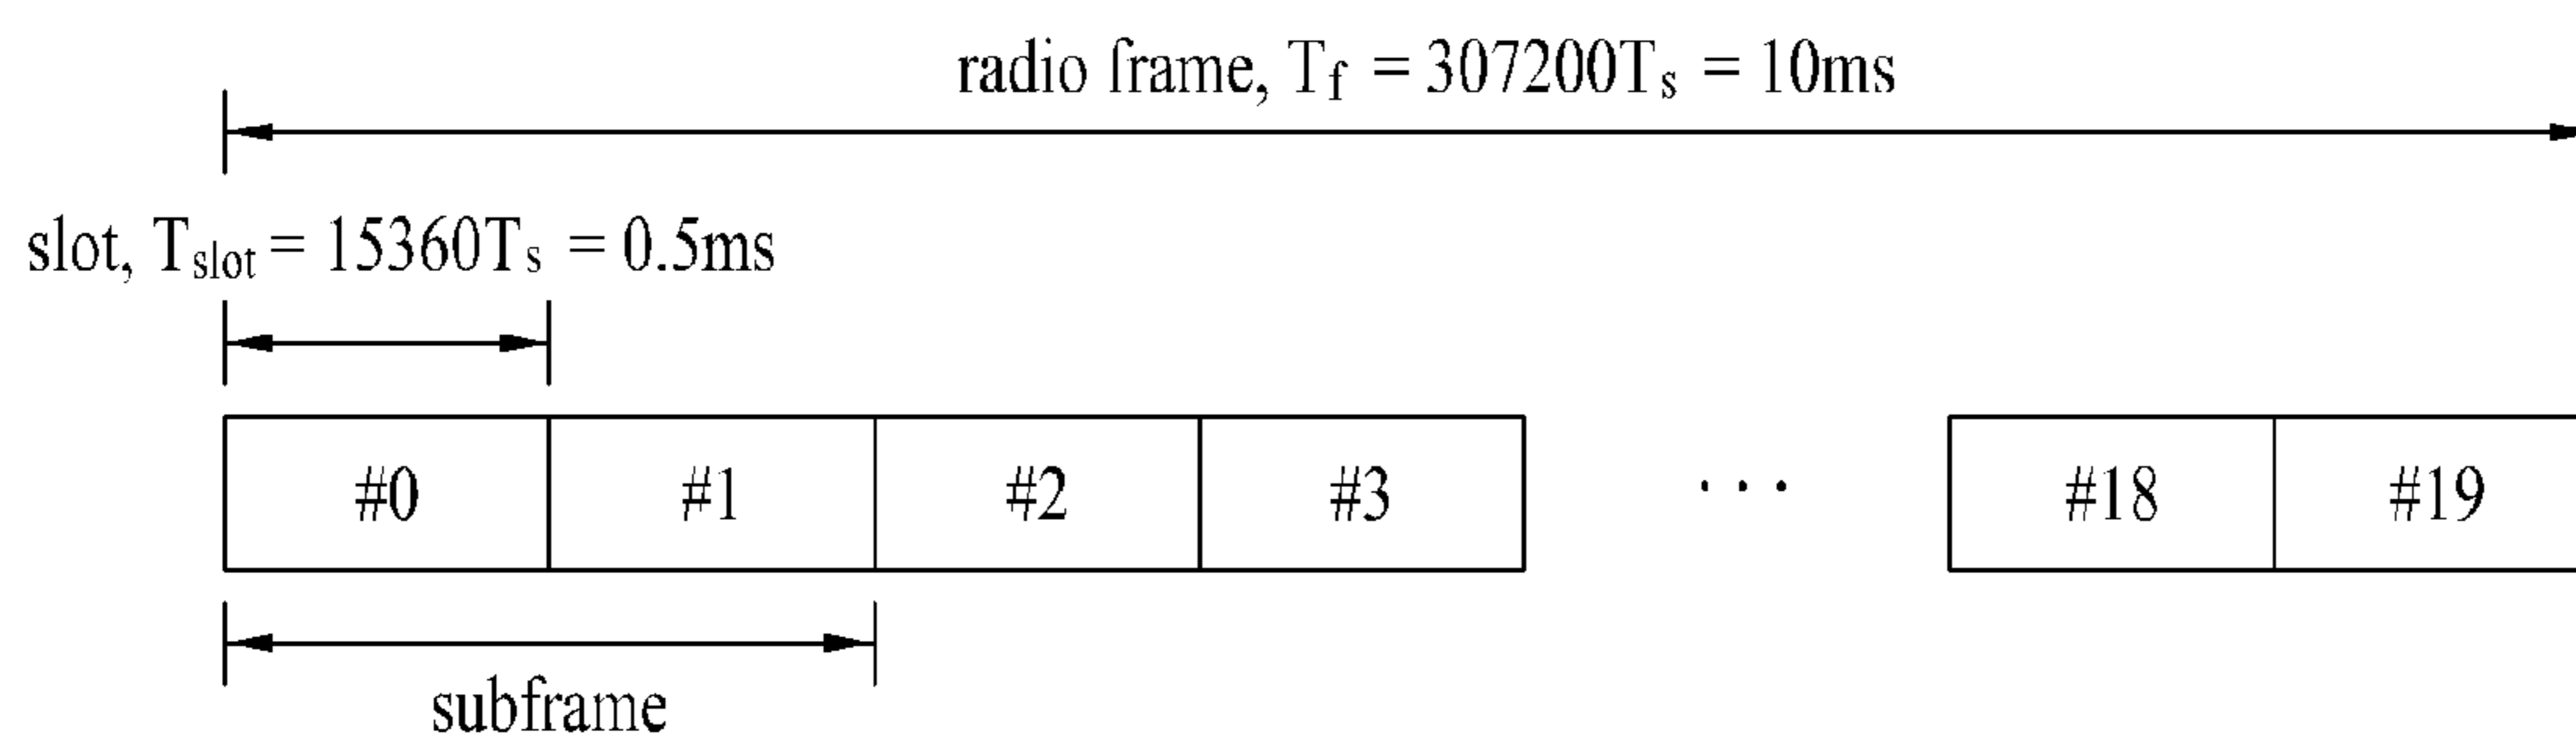 radio frame, Tf = 307200Ts = 10ms
slot, Tslot = 15360Ts = 0.5ms
#0 #1 #2 #3 · · · #18 #19
subframe